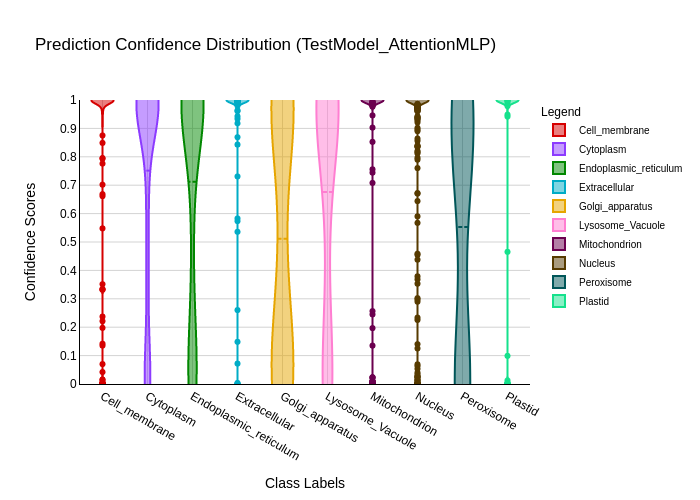 Prediction Confidence Distribution (TestModel_AttentionMLP)
Legend
Cell_membrane
Cytoplasm
Endoplasmic_reticulum
Extracellular
Golgi_apparatus
Lysosome_Vacuole
Mitochondrion
Nucleus
Peroxisome
Plastid
Confidence Scores
1
0.9
0.8
0.7
0.6
0.5
0.4
0.3
0.2
0.1
0
Cell_membrane
Cytoplasm
Endoplasmic_reticulum
Extracellular
Golgi_apparatus
Lysosome_Vacuole
Mitochondrion
Nucleus
Peroxisome
Plastid
Class Labels